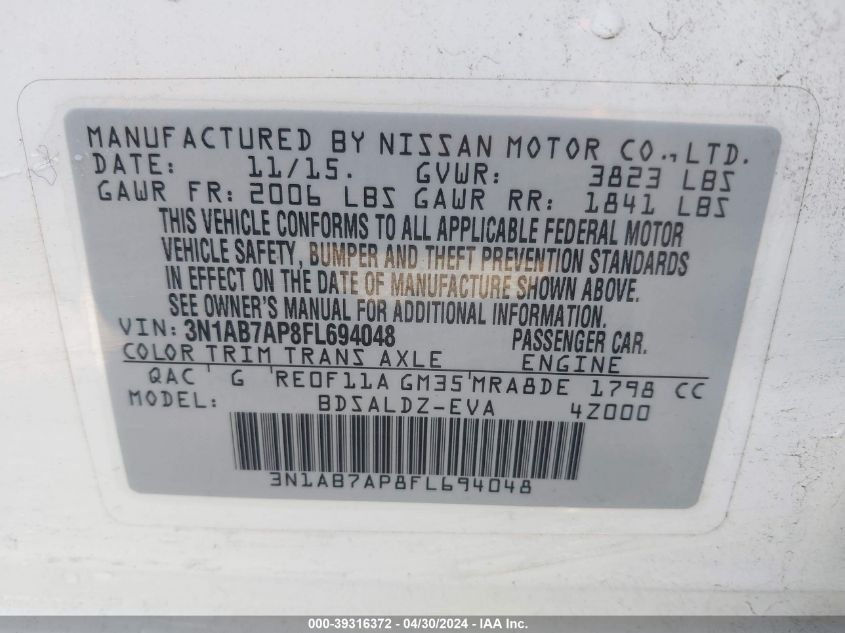 MANUFACTURED BY NISSAN MOTOR CO., LTD.
DATE: 11/15. GVWR: 3823 LBS
GAWR FR: 2006 LBS GAWR RR: 1841 LBS
THIS VEHICLE CONFORMS TO ALL APPLICABLE FEDERAL MOTOR
VEHICLE SAFETY, BUMPER AND THEFT PREVENTION STANDARDS
IN EFFECT ON THE DATE OF MANUFACTURE SHOWN ABOVE.
SEE OWNER'S MANUAL FOR ADDITIONAL INFORMATION.
VIN: 3N1AB7AP8FL694048 PASSENGER CAR.
COLOR TRIM TRANS AXLE ENGINE
QAC G RE0F11A GM35 MRA8DE 1798 CC
MODEL: BDSALDZ-EVA 4Z000
3N1AB7AP8FL694048
000-39316372 - 04/30/2024 - IAA Inc.